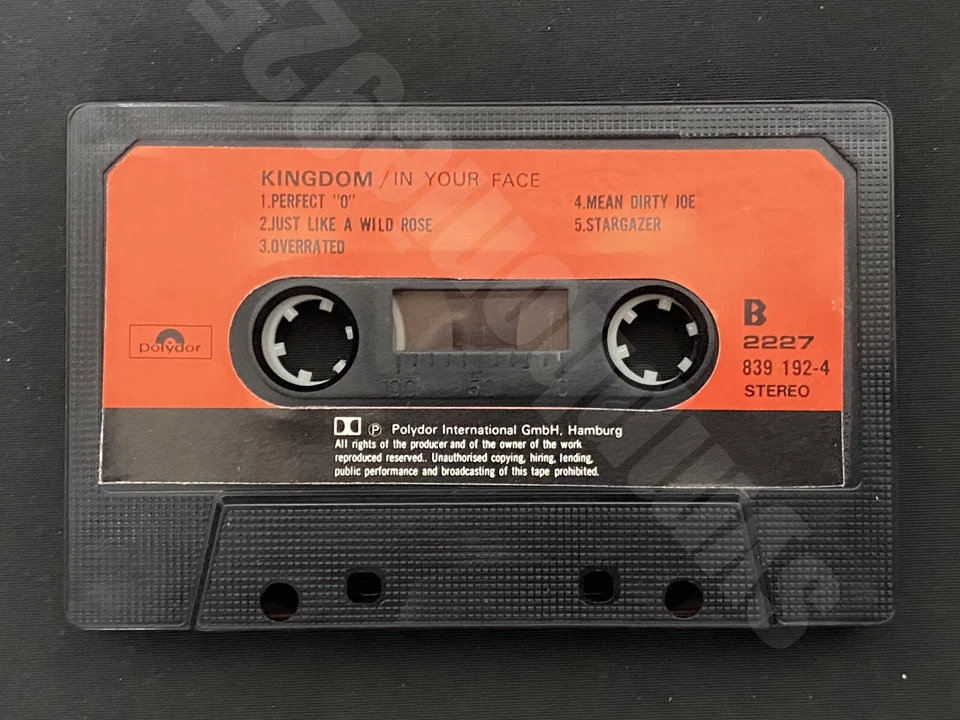 KINGDOM / IN YOUR FACE
1.PERFECT "O"
2.JUST LIKE A WILD ROSE
3.OVERRATED
4.MEAN DIRTY JOE
5.STARGAZER
polydor
B
2227
839 192-4
STEREO
100 50 0
Ⓟ Polydor International GmbH, Hamburg
All rights of the producer and of the owner of the work
reproduced reserved.. Unauthorised copying, hiring, lending,
public performance and broadcasting of this tape prohibited.